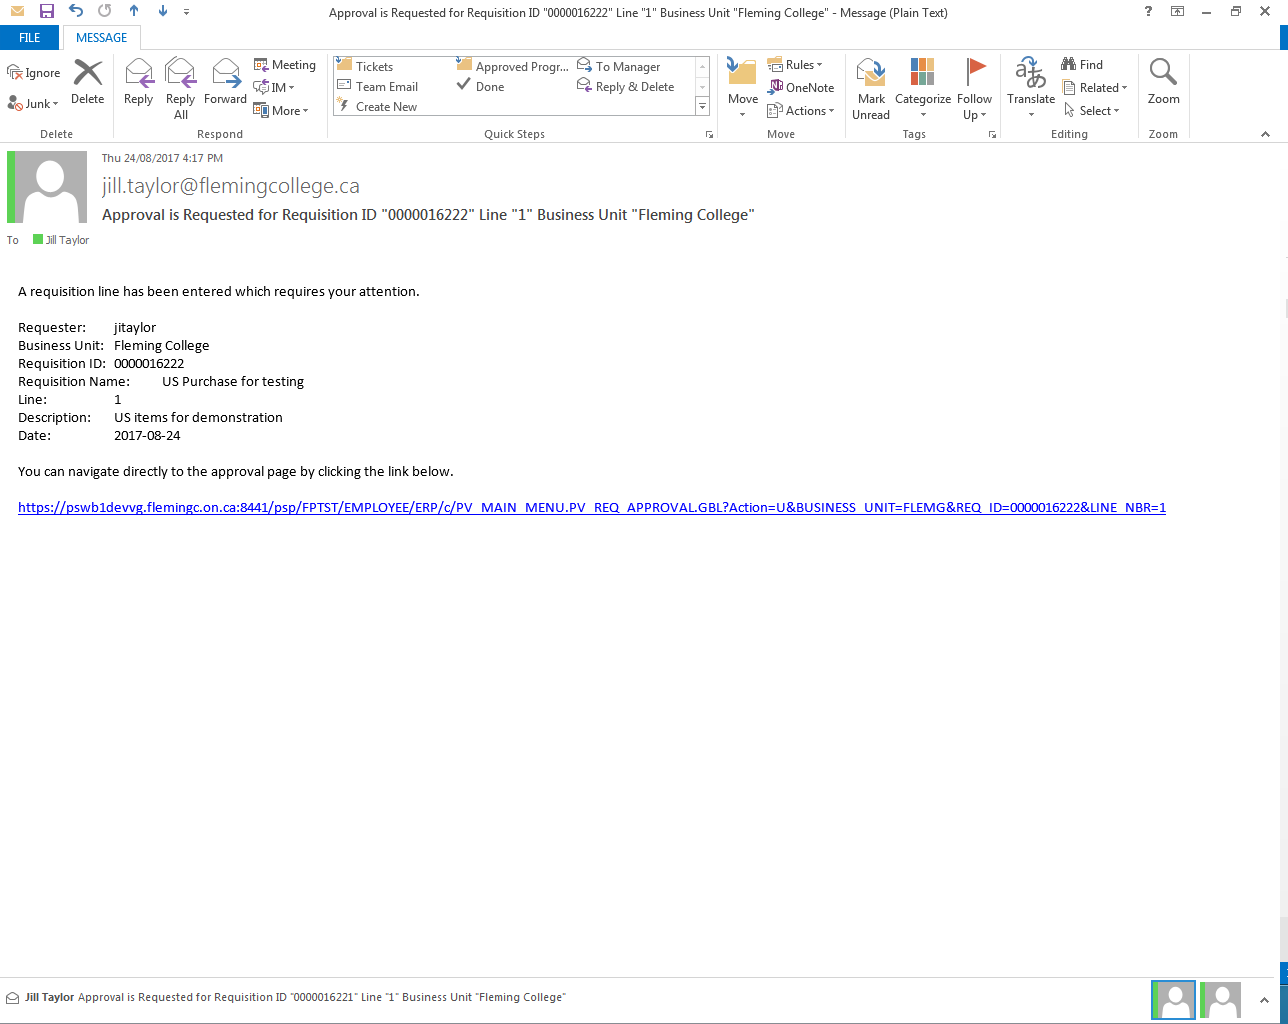 Approval is Requested for Requisition ID "0000016222" Line "1" Business Unit "Fleming College" - Message (Plain Text)
?
FILE
MESSAGE
Ignore
Junk
Delete
Delete
Reply
Reply All
Forward
Meeting
IM
More
Respond
Tickets
Team Email
Create New
Approved Progr...
Done
To Manager
Reply & Delete
Quick Steps
Move
Rules
OneNote
Actions
Move
Mark Unread
Categorize
Follow Up
Tags
Translate
Find
Related
Select
Editing
Zoom
Zoom
Thu 24/08/2017 4:17 PM
jill.taylor@flemingcollege.ca
Approval is Requested for Requisition ID "0000016222" Line "1" Business Unit "Fleming College"
To Jill Taylor
A requisition line has been entered which requires your attention.
Requester: jitaylor
Business Unit: Fleming College
Requisition ID: 0000016222
Requisition Name: US Purchase for testing
Line: 1
Description: US items for demonstration
Date: 2017-08-24
You can navigate directly to the approval page by clicking the link below.
https://pswb1devvg.flemingc.on.ca:8441/psp/FPTST/EMPLOYEE/ERP/c/PV_MAIN_MENU.PV_REQ_APPROVAL.GBL?Action=U&BUSINESS_UNIT=FLEMG&REQ_ID=0000016222&LINE_NBR=1
Jill Taylor Approval is Requested for Requisition ID "0000016221" Line "1" Business Unit "Fleming College"